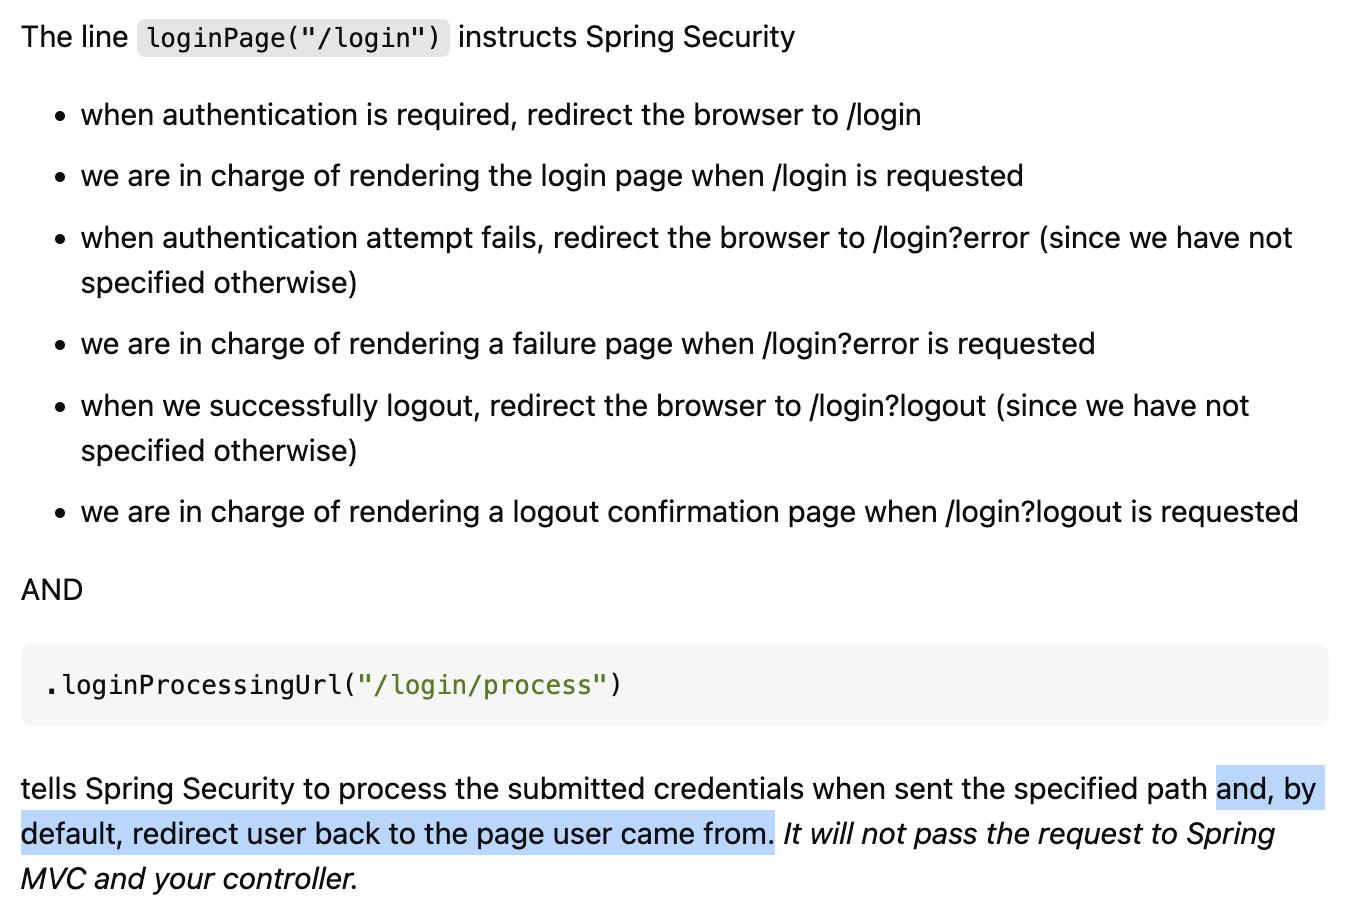 The line loginPage("/login") instructs Spring Security
• when authentication is required, redirect the browser to /login
• we are in charge of rendering the login page when /login is requested
• when authentication attempt fails, redirect the browser to /login?error (since we have not
specified otherwise)
• we are in charge of rendering a failure page when /login?error is requested
• when we successfully logout, redirect the browser to /login?logout (since we have not
specified otherwise)
• we are in charge of rendering a logout confirmation page when /login?logout is requested
AND
.loginProcessingUrl("/login/process")
tells Spring Security to process the submitted credentials when sent the specified path and, by
default, redirect user back to the page user came from. It will not pass the request to Spring
MVC and your controller.